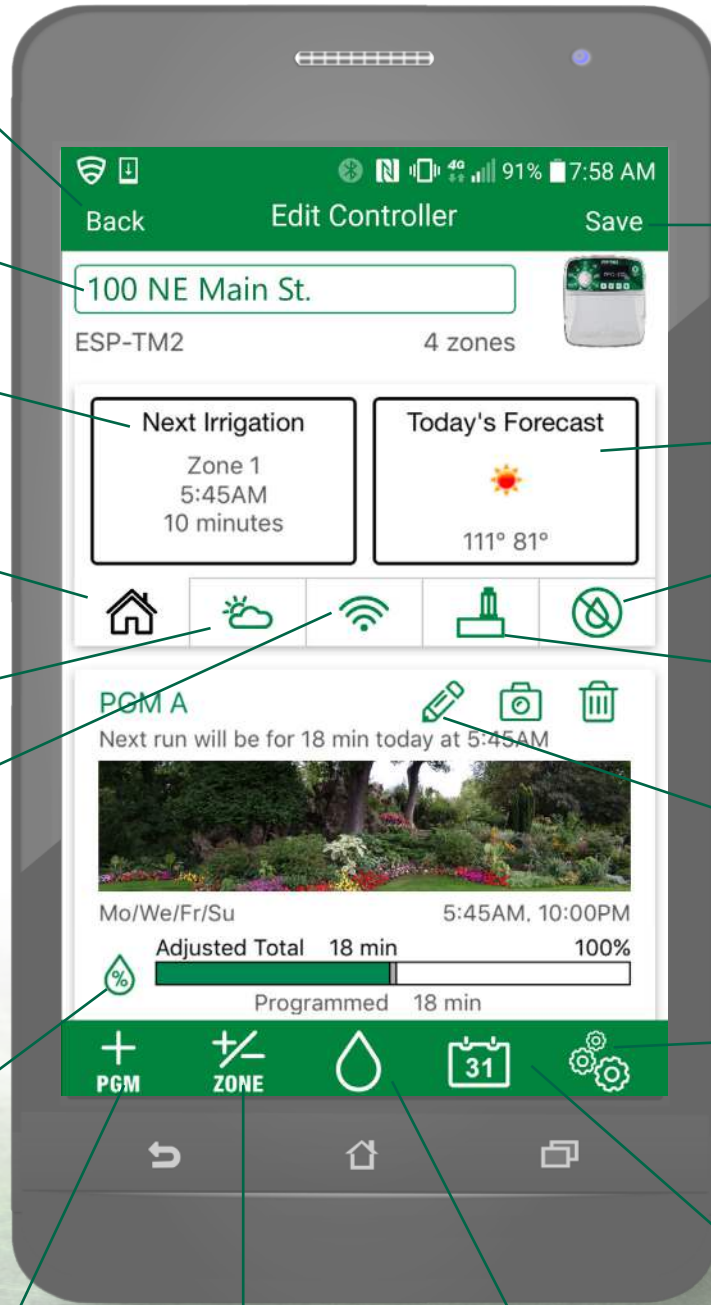 4G 91% 7:58 AM
Back Edit Controller Save
100 NE Main St.
ESP-TM2 4 zones
Next Irrigation Today's Forecast
Zone 1
5:45AM
10 minutes 111° 81°
PGM A
Next run will be for 18 min today at 5:45AM
Mo/We/Fr/Su 5:45AM, 10:00PM
Adjusted Total 18 min 100%
%
Programmed 18 min
+ +/- 31
PGM ZONE